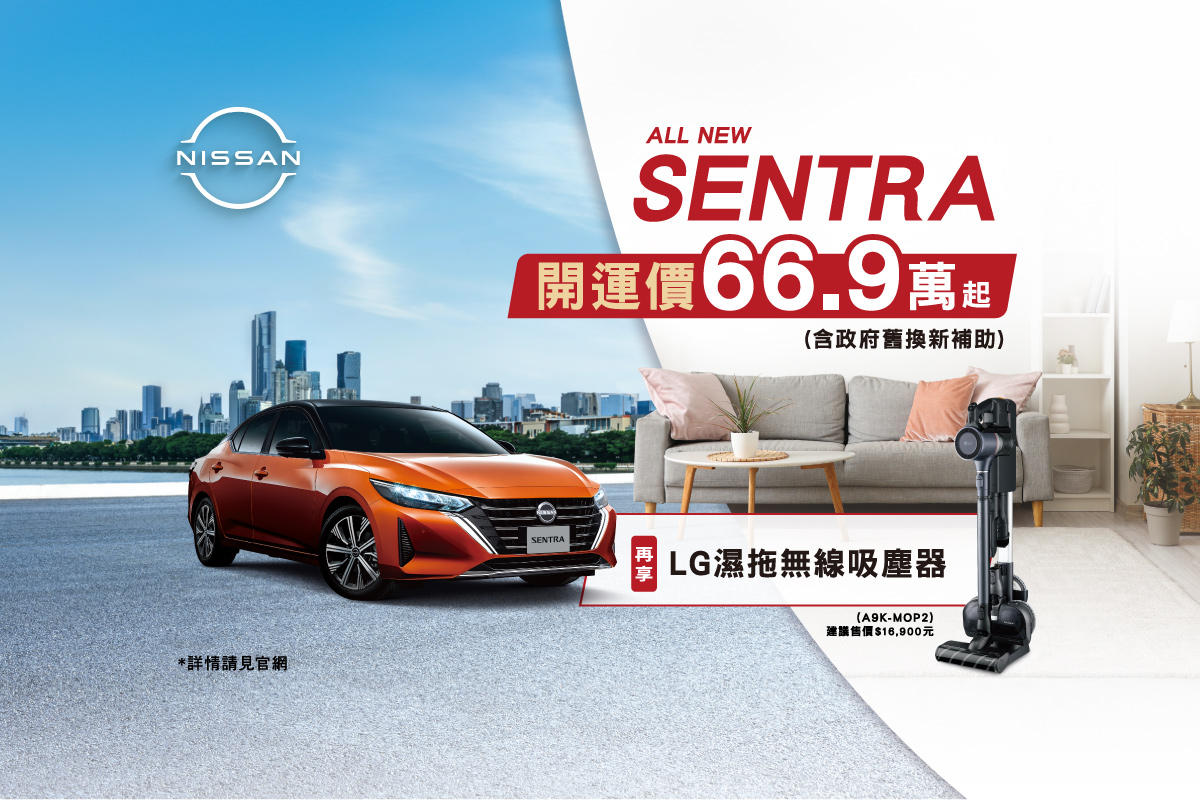 NISSAN
ALL NEW
SENTRA
開運價66.9萬起
(含政府舊換新補助)
NISSAN
SENTRA
再享
LG濕拖無線吸塵器
(A9K-MOP2)
建議售價$16,900元
*詳情請見官網